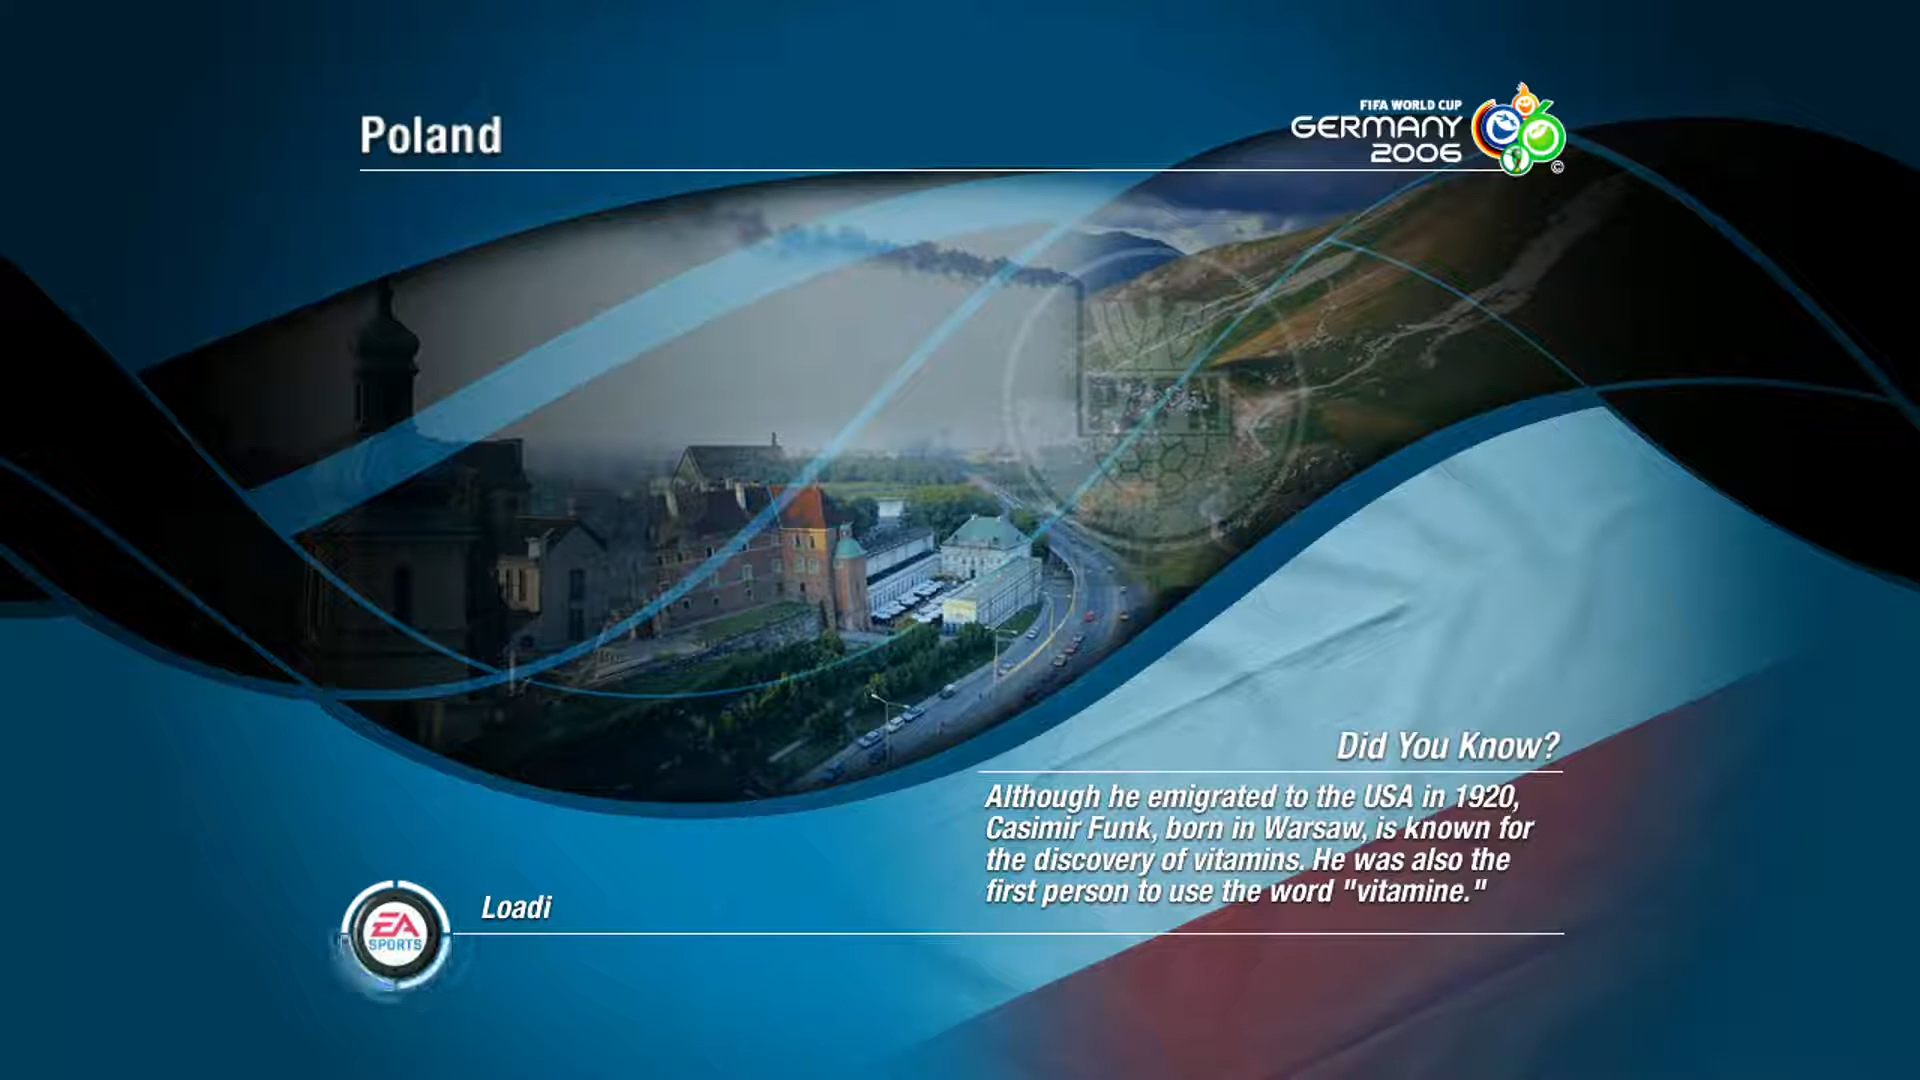 Poland
FIFA WORLD CUP
GERMANY
2006
©
Did You Know?
Although he emigrated to the USA in 1920,
Casimir Funk, born in Warsaw, is known for
the discovery of vitamins. He was also the
first person to use the word "vitamine."
Loadi
EA
SPORTS